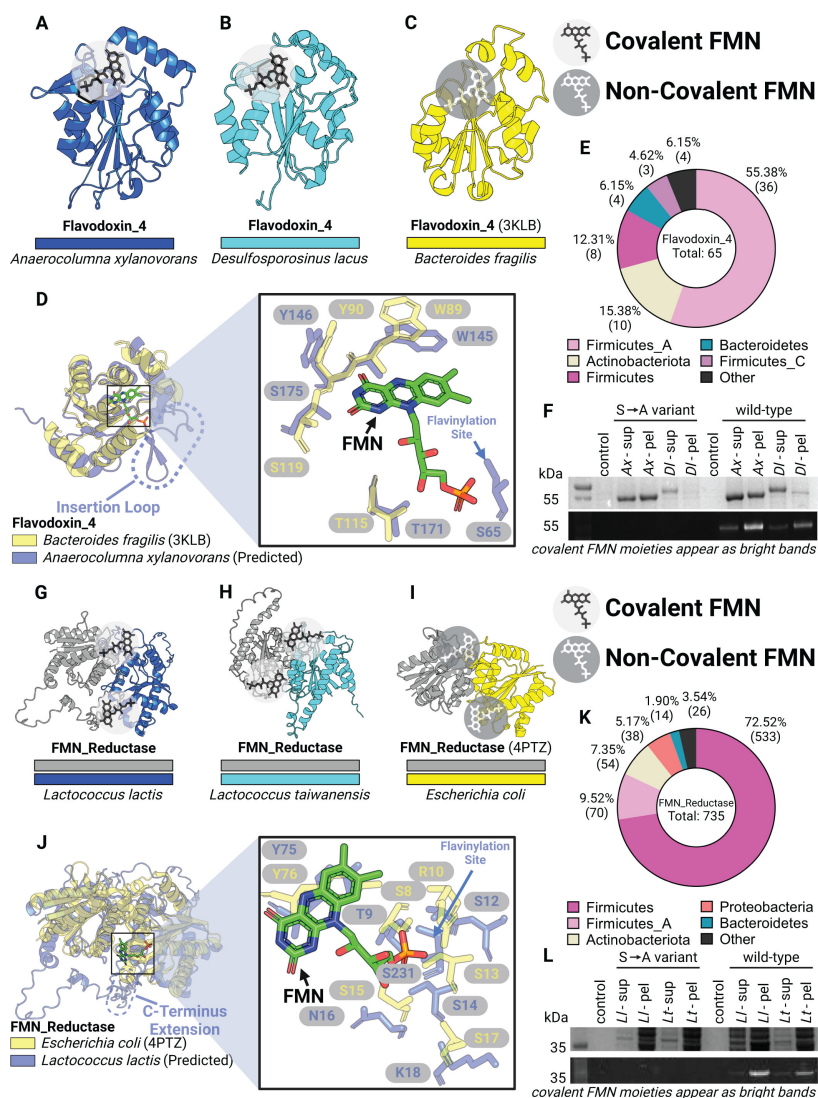 A
B
C
Covalent FMN
Non-Covalent FMN
Flavodoxin_4
Anaerocolumna xylanovorans
Flavodoxin_4
Desulfosporosinus lacus
Flavodoxin_4 (3KLB)
Bacteroides fragilis
E
6.15%
(4)
4.62%
(3)
6.15%
(4)
12.31%
(8)
15.38%
(10)
55.38%
(36)
Flavodoxin_4
Total: 65
Firmicutes_A
Actinobacteriota
Firmicutes
Bacteroidetes
Firmicutes_C
Other
D
Insertion Loop
Flavodoxin_4
Bacteroides fragilis (3KLB)
Anaerocolumna xylanovorans (Predicted)
Y146
Y90
W89
W145
S175
S119
FMN
Flavinylation
Site
T115
T171
S65
F
S→A variant
wild-type
control
Ax - sup
Ax - pel
Dl - sup
Dl - pel
control
Ax - sup
Ax - pel
Dl - sup
Dl - pel
kDa
55
55
covalent FMN moieties appear as bright bands
G
H
I
Covalent FMN
Non-Covalent FMN
FMN_Reductase
Lactococcus lactis
FMN_Reductase
Lactococcus taiwanensis
FMN_Reductase (4PTZ)
Escherichia coli
K
1.90%
(14)
3.54%
(26)
5.17%
(38)
7.35%
(54)
9.52%
(70)
72.52%
(533)
FMN_Reductase
Total: 735
Firmicutes
Firmicutes_A
Actinobacteriota
Proteobacteria
Bacteroidetes
Other
J
C-Terminus
Extension
FMN_Reductase
Escherichia coli (4PTZ)
Lactococcus lactis (Predicted)
Y75
Y76
Flavinylation
Site
R10
S8
T9
S12
S231
S13
FMN
S15
S14
N16
S17
K18
L
S→A variant
wild-type
control
Ll - sup
Ll - pel
Lt - sup
Lt - pel
control
Ll - sup
Ll - pel
Lt - sup
Lt - pel
kDa
35
35
covalent FMN moieties appear as bright bands